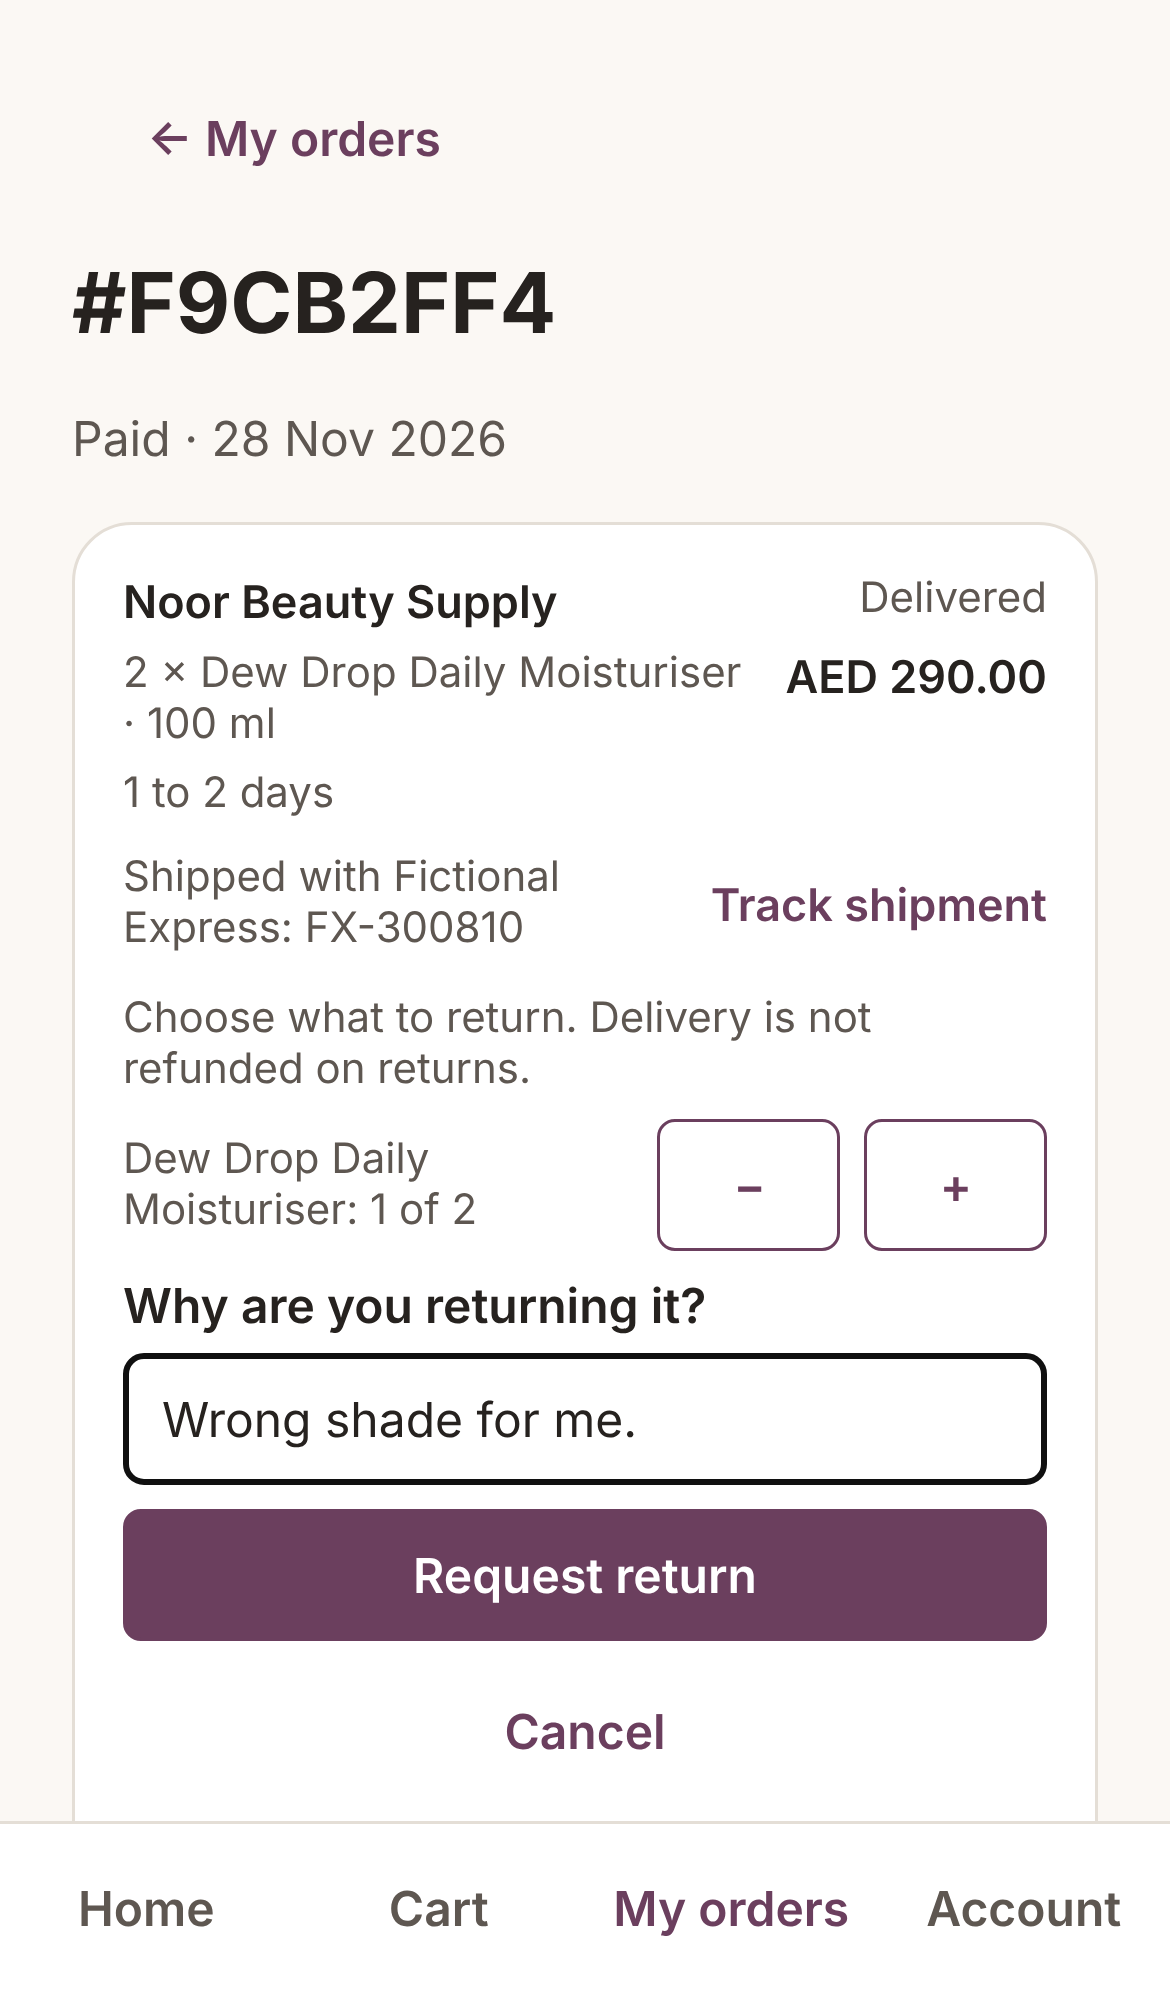 ← My orders
#F9CB2FF4
Paid · 28 Nov 2026
Noor Beauty Supply
Delivered
2 × Dew Drop Daily Moisturiser
· 100 ml
AED 290.00
1 to 2 days
Shipped with Fictional
Express: FX-300810
Track shipment
Choose what to return. Delivery is not
refunded on returns.
Dew Drop Daily
Moisturiser: 1 of 2
− +
Why are you returning it?
Wrong shade for me.
Request return
Cancel
Home Cart My orders Account